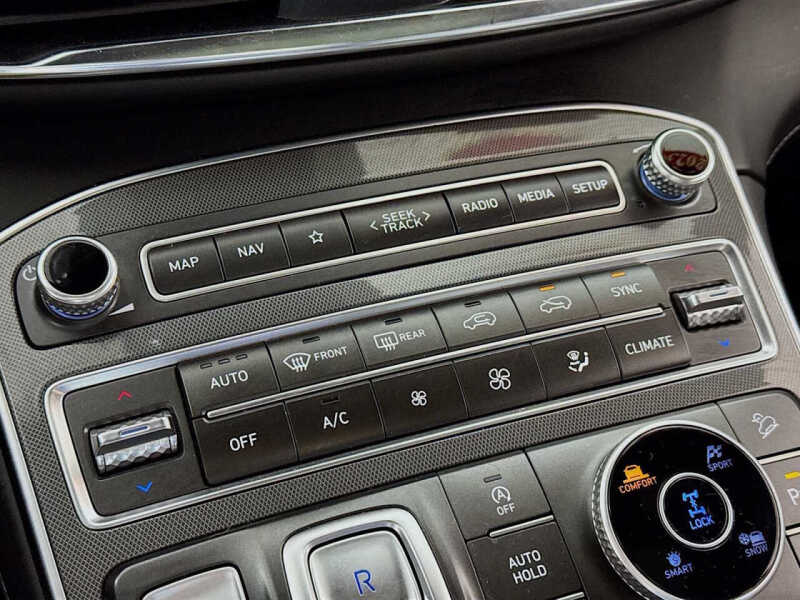 MAP
NAV
SEEK
TRACK
RADIO
MEDIA
SETUP
AUTO
FRONT
REAR
SYNC
OFF
A/C
CLIMATE
OFF
AUTO
HOLD
R
COMFORT
SPORT
LOCK
SMART
SNOW
P